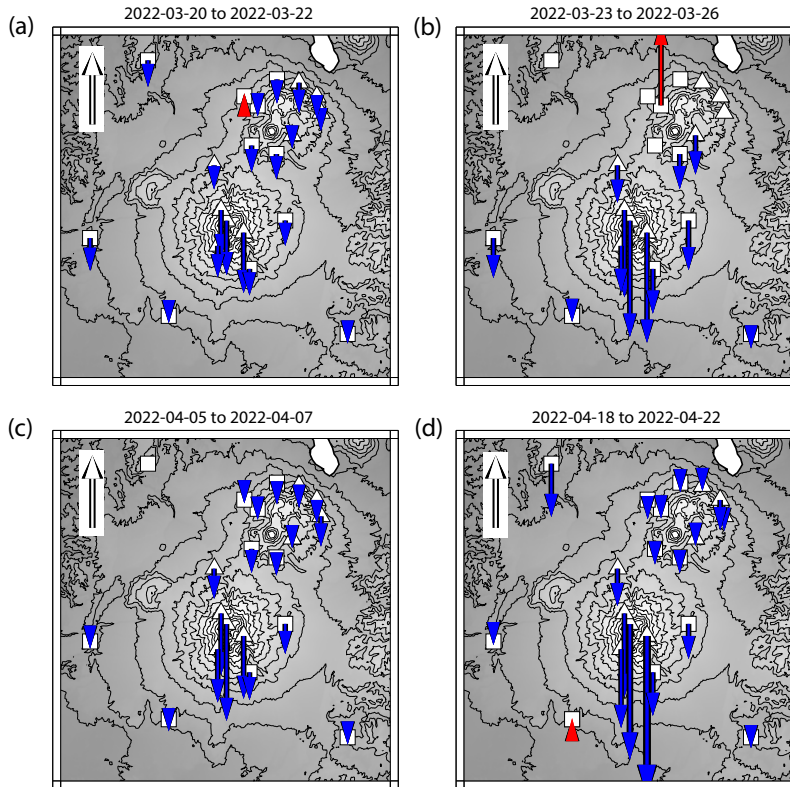 (a)
2022-03-20 to 2022-03-22
(b)
2022-03-23 to 2022-03-26
(c)
2022-04-05 to 2022-04-07
(d)
2022-04-18 to 2022-04-22